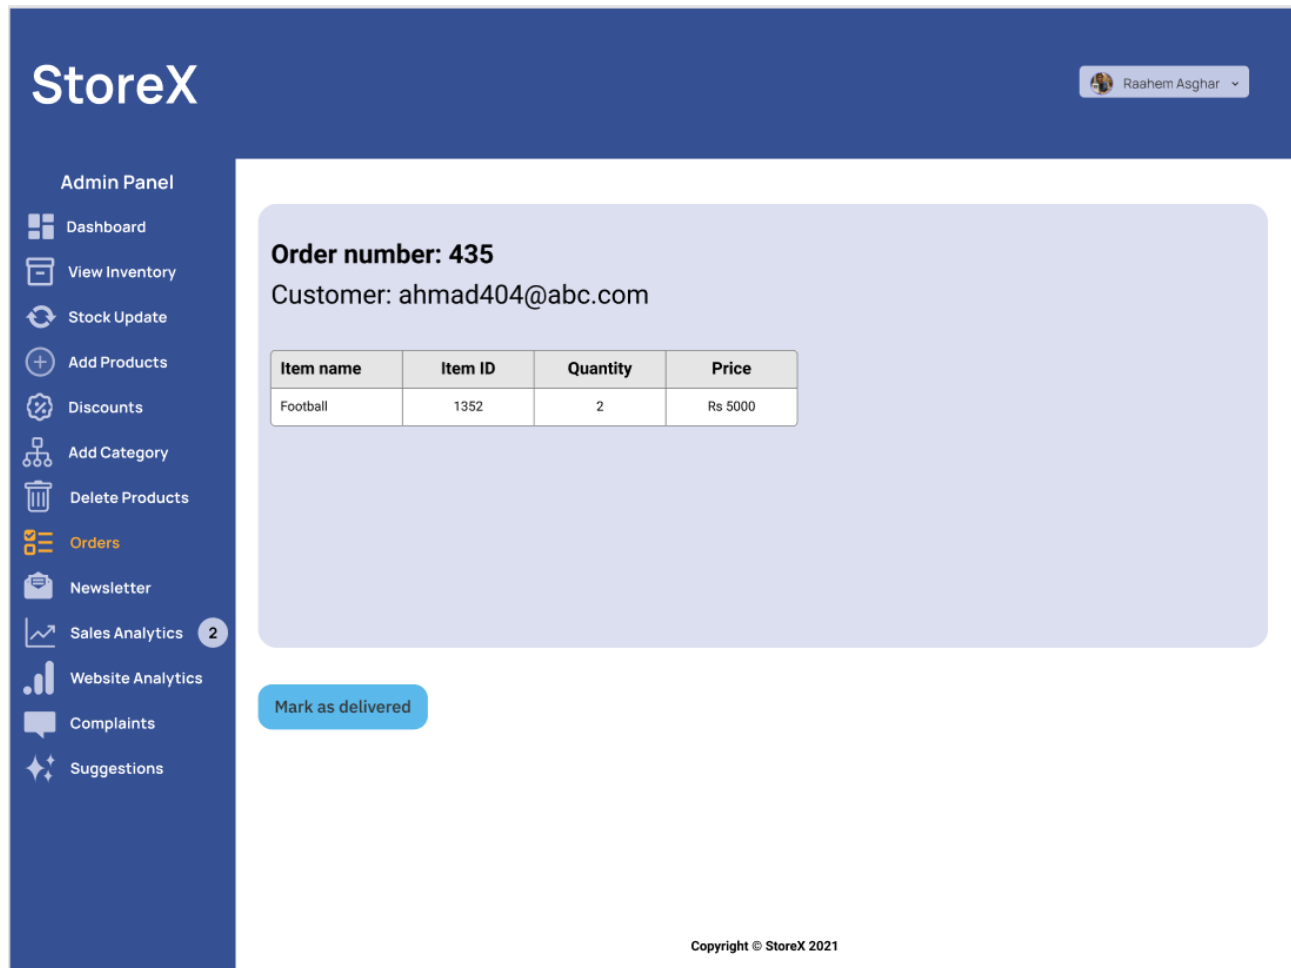 StoreX
Raahem Asghar
Admin Panel
Dashboard
View Inventory
Stock Update
Add Products
Discounts
Add Category
Delete Products
Orders
Newsletter
Sales Analytics 2
Website Analytics
Complaints
Suggestions
Order number: 435
Customer: ahmad404@abc.com
Item name Item ID Quantity Price
Football 1352 2 Rs 5000
Mark as delivered
Copyright © StoreX 2021